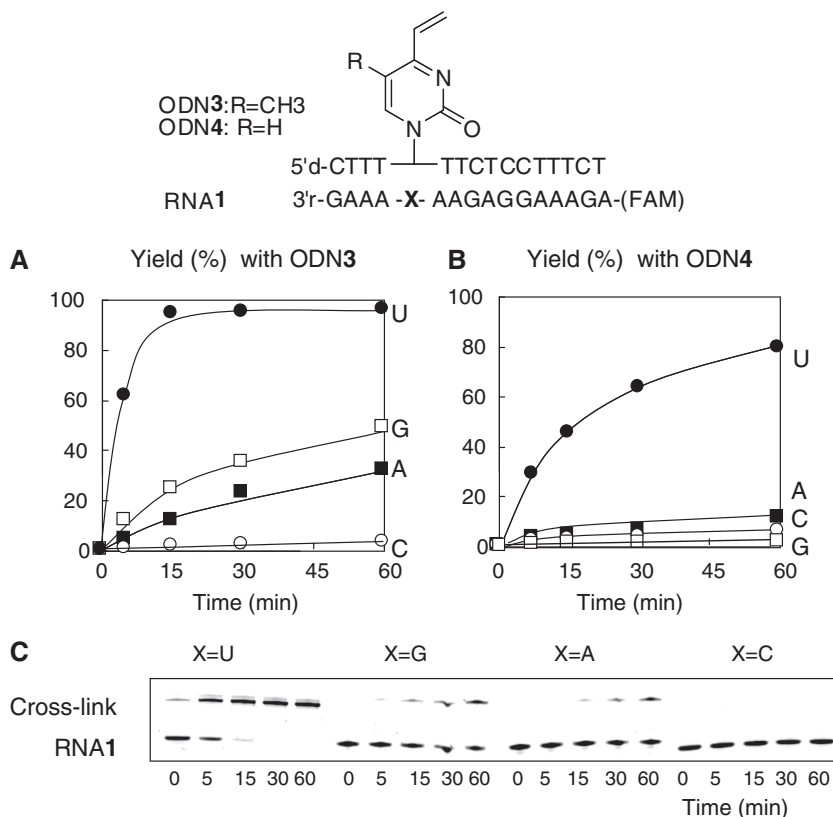 R
N
N
O
ODN3:R=CH3
ODN4: R=H
5'd-CTTT TTCTCCTTTCT
RNA1 3'r-GAAA -X- AAGAGGAAAGA-(FAM)
A Yield (%) with ODN3
100
80
60
40
20
0
0 15 30 45 60
Time (min)
U
G
A
C
B Yield (%) with ODN4
100
80
60
40
20
0
0 15 30 45 60
Time (min)
U
A
C
G
C
X=U X=G X=A X=C
Cross-link
RNA1
0 5 15 30 60 0 5 15 30 60 0 5 15 30 60 0 5 15 30 60
Time (min)